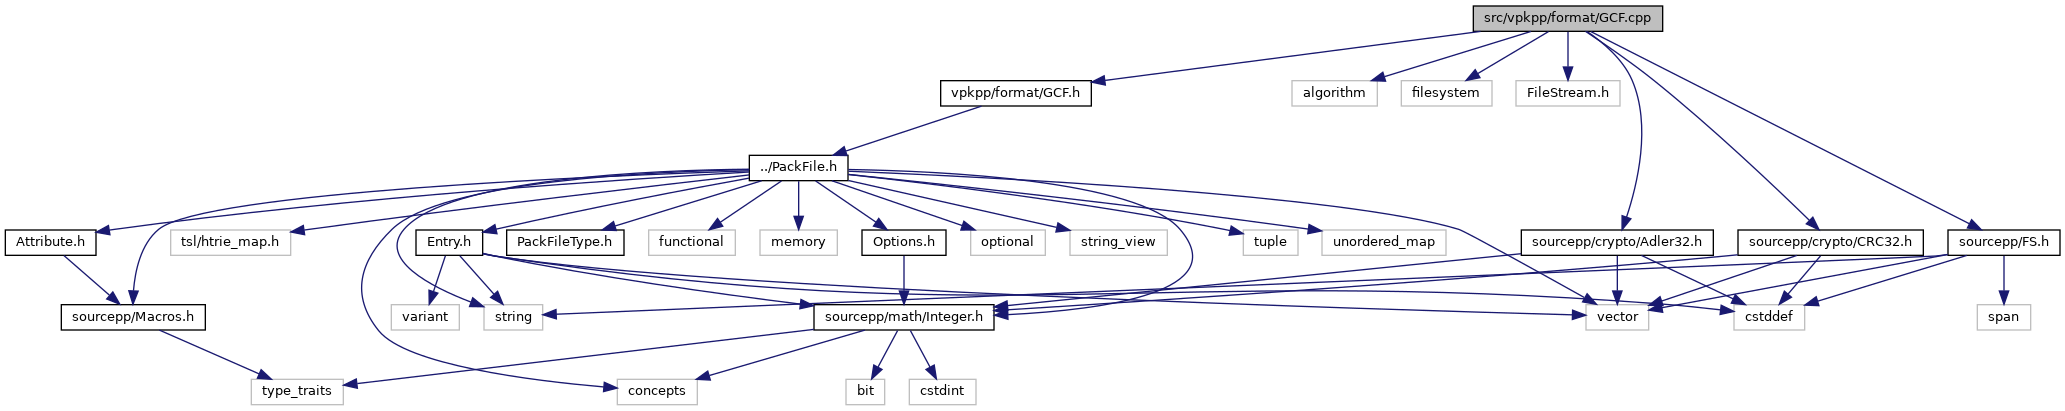 src/vpkpp/format/GCF.cpp
vpkpp/format/GCF.h
algorithm
filesystem
FileStream.h
../PackFile.h
Attribute.h
tsl/htrie_map.h
Entry.h
PackFileType.h
functional
memory
Options.h
optional
string_view
tuple
unordered_map
sourcepp/crypto/Adler32.h
sourcepp/crypto/CRC32.h
sourcepp/FS.h
sourcepp/Macros.h
variant
string
sourcepp/math/Integer.h
vector
cstddef
span
type_traits
concepts
bit
cstdint